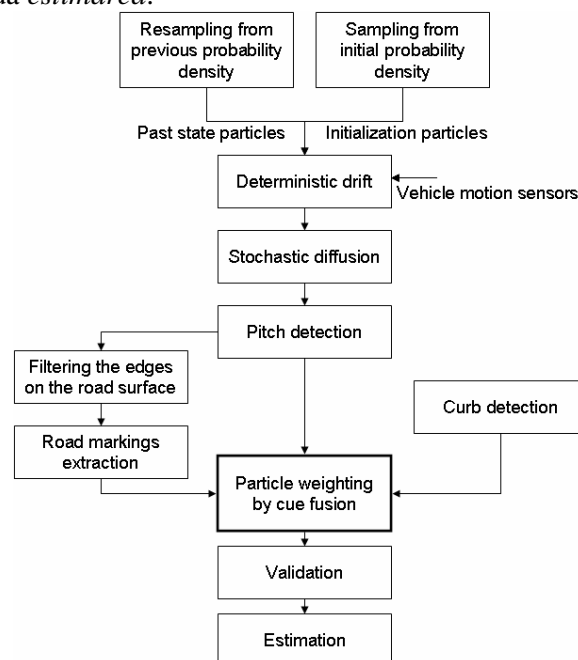 estimated.
Resampling from
previous probability
density
Sampling from
initial probability
density
Past state particles
Initialization particles
Deterministic drift
Vehicle motion sensors
Stochastic diffusion
Pitch detection
Filtering the edges
on the road surface
Curb detection
Road markings
extraction
Particle weighting
by cue fusion
Validation
Estimation